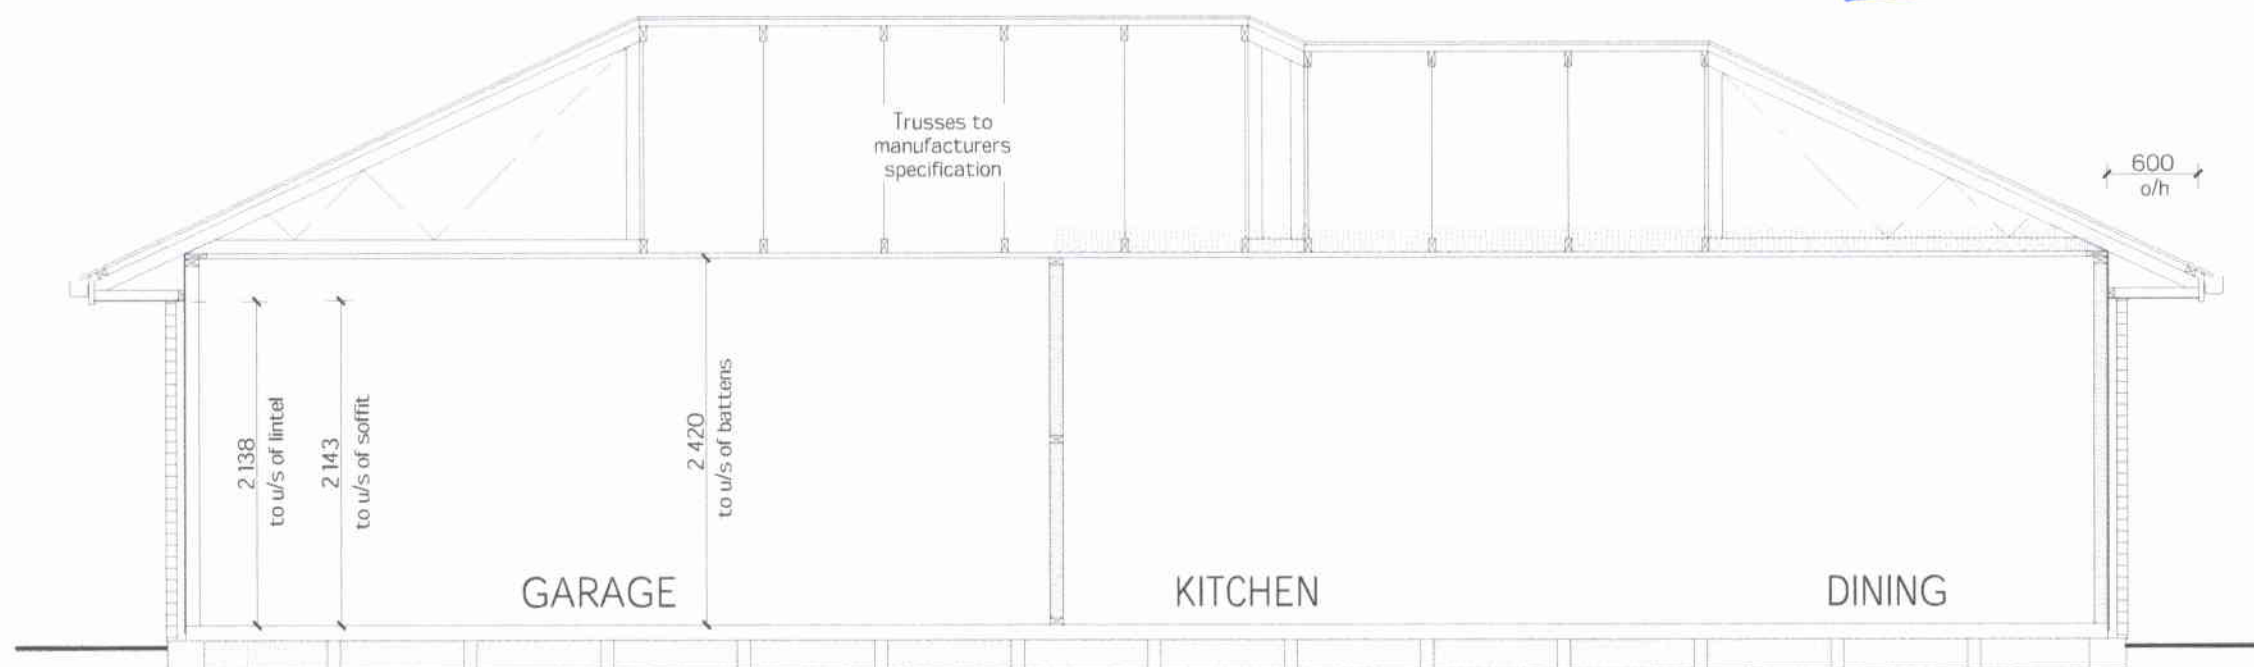 Trusses to
manufacturers
specification
600
o/h
2 138
to u/s of lintel
2 143
to u/s of soffit
2 420
to u/s of battens
GARAGE
KITCHEN
DINING